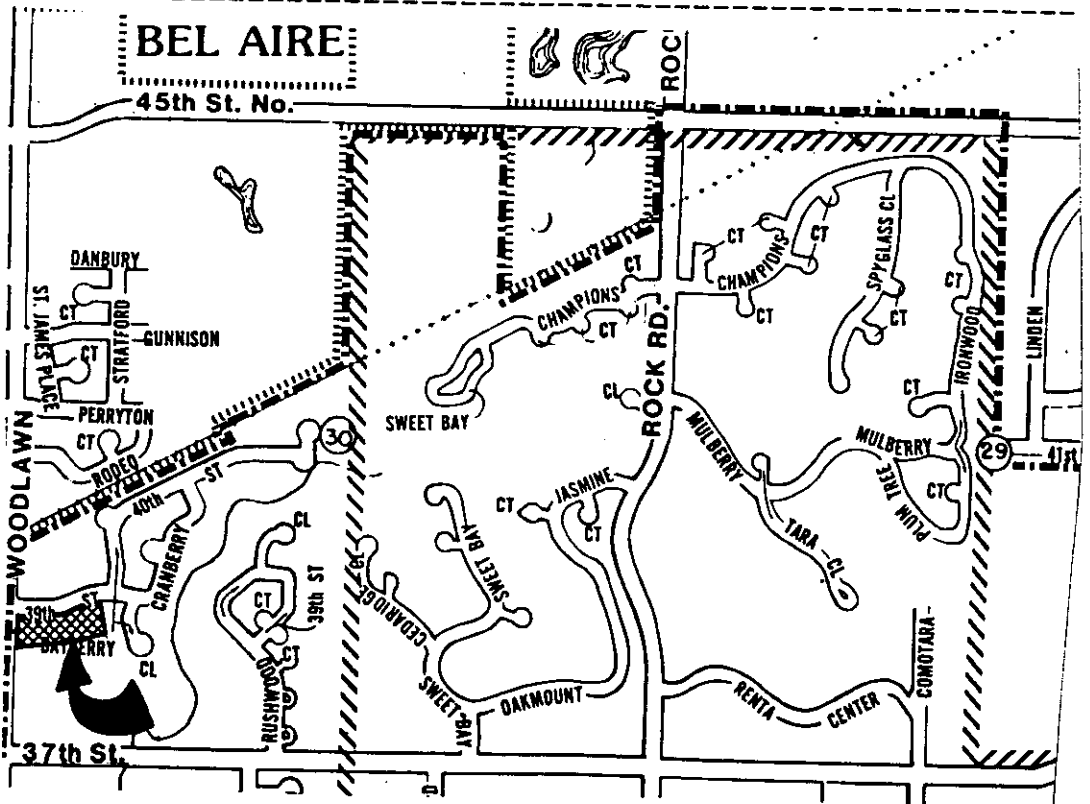 BEL AIRE
ROC
45th St. No.
DANBURY
CT
ST. JAMES PLACE
STRATFORD
GUNNISON
CT
PERRYTON
CT
RODEO
WOODLAWN
40th ST
30
CRANBERRY
39th ST
BAYBERRY
CL
CL
CT
39th ST
CT
RUSHWOOD
37th St.
CHAMPIONS
CT
CT
SWEET BAY
CL
ROCK RD.
CT
CHAMPIONS
CT
CT
SPYGLASS CL
CT
CT
IRONWOOD
LINDEN
CT
MULBERRY
MULBERRY
29
41st
PLUM TREE
CT
TARA CL
JASMINE
CT
CT
SWEET BAY
CL
CEDARIDGE
SWEET BAY
OAKMOUNT
RENTA CENTER
COMOTARA